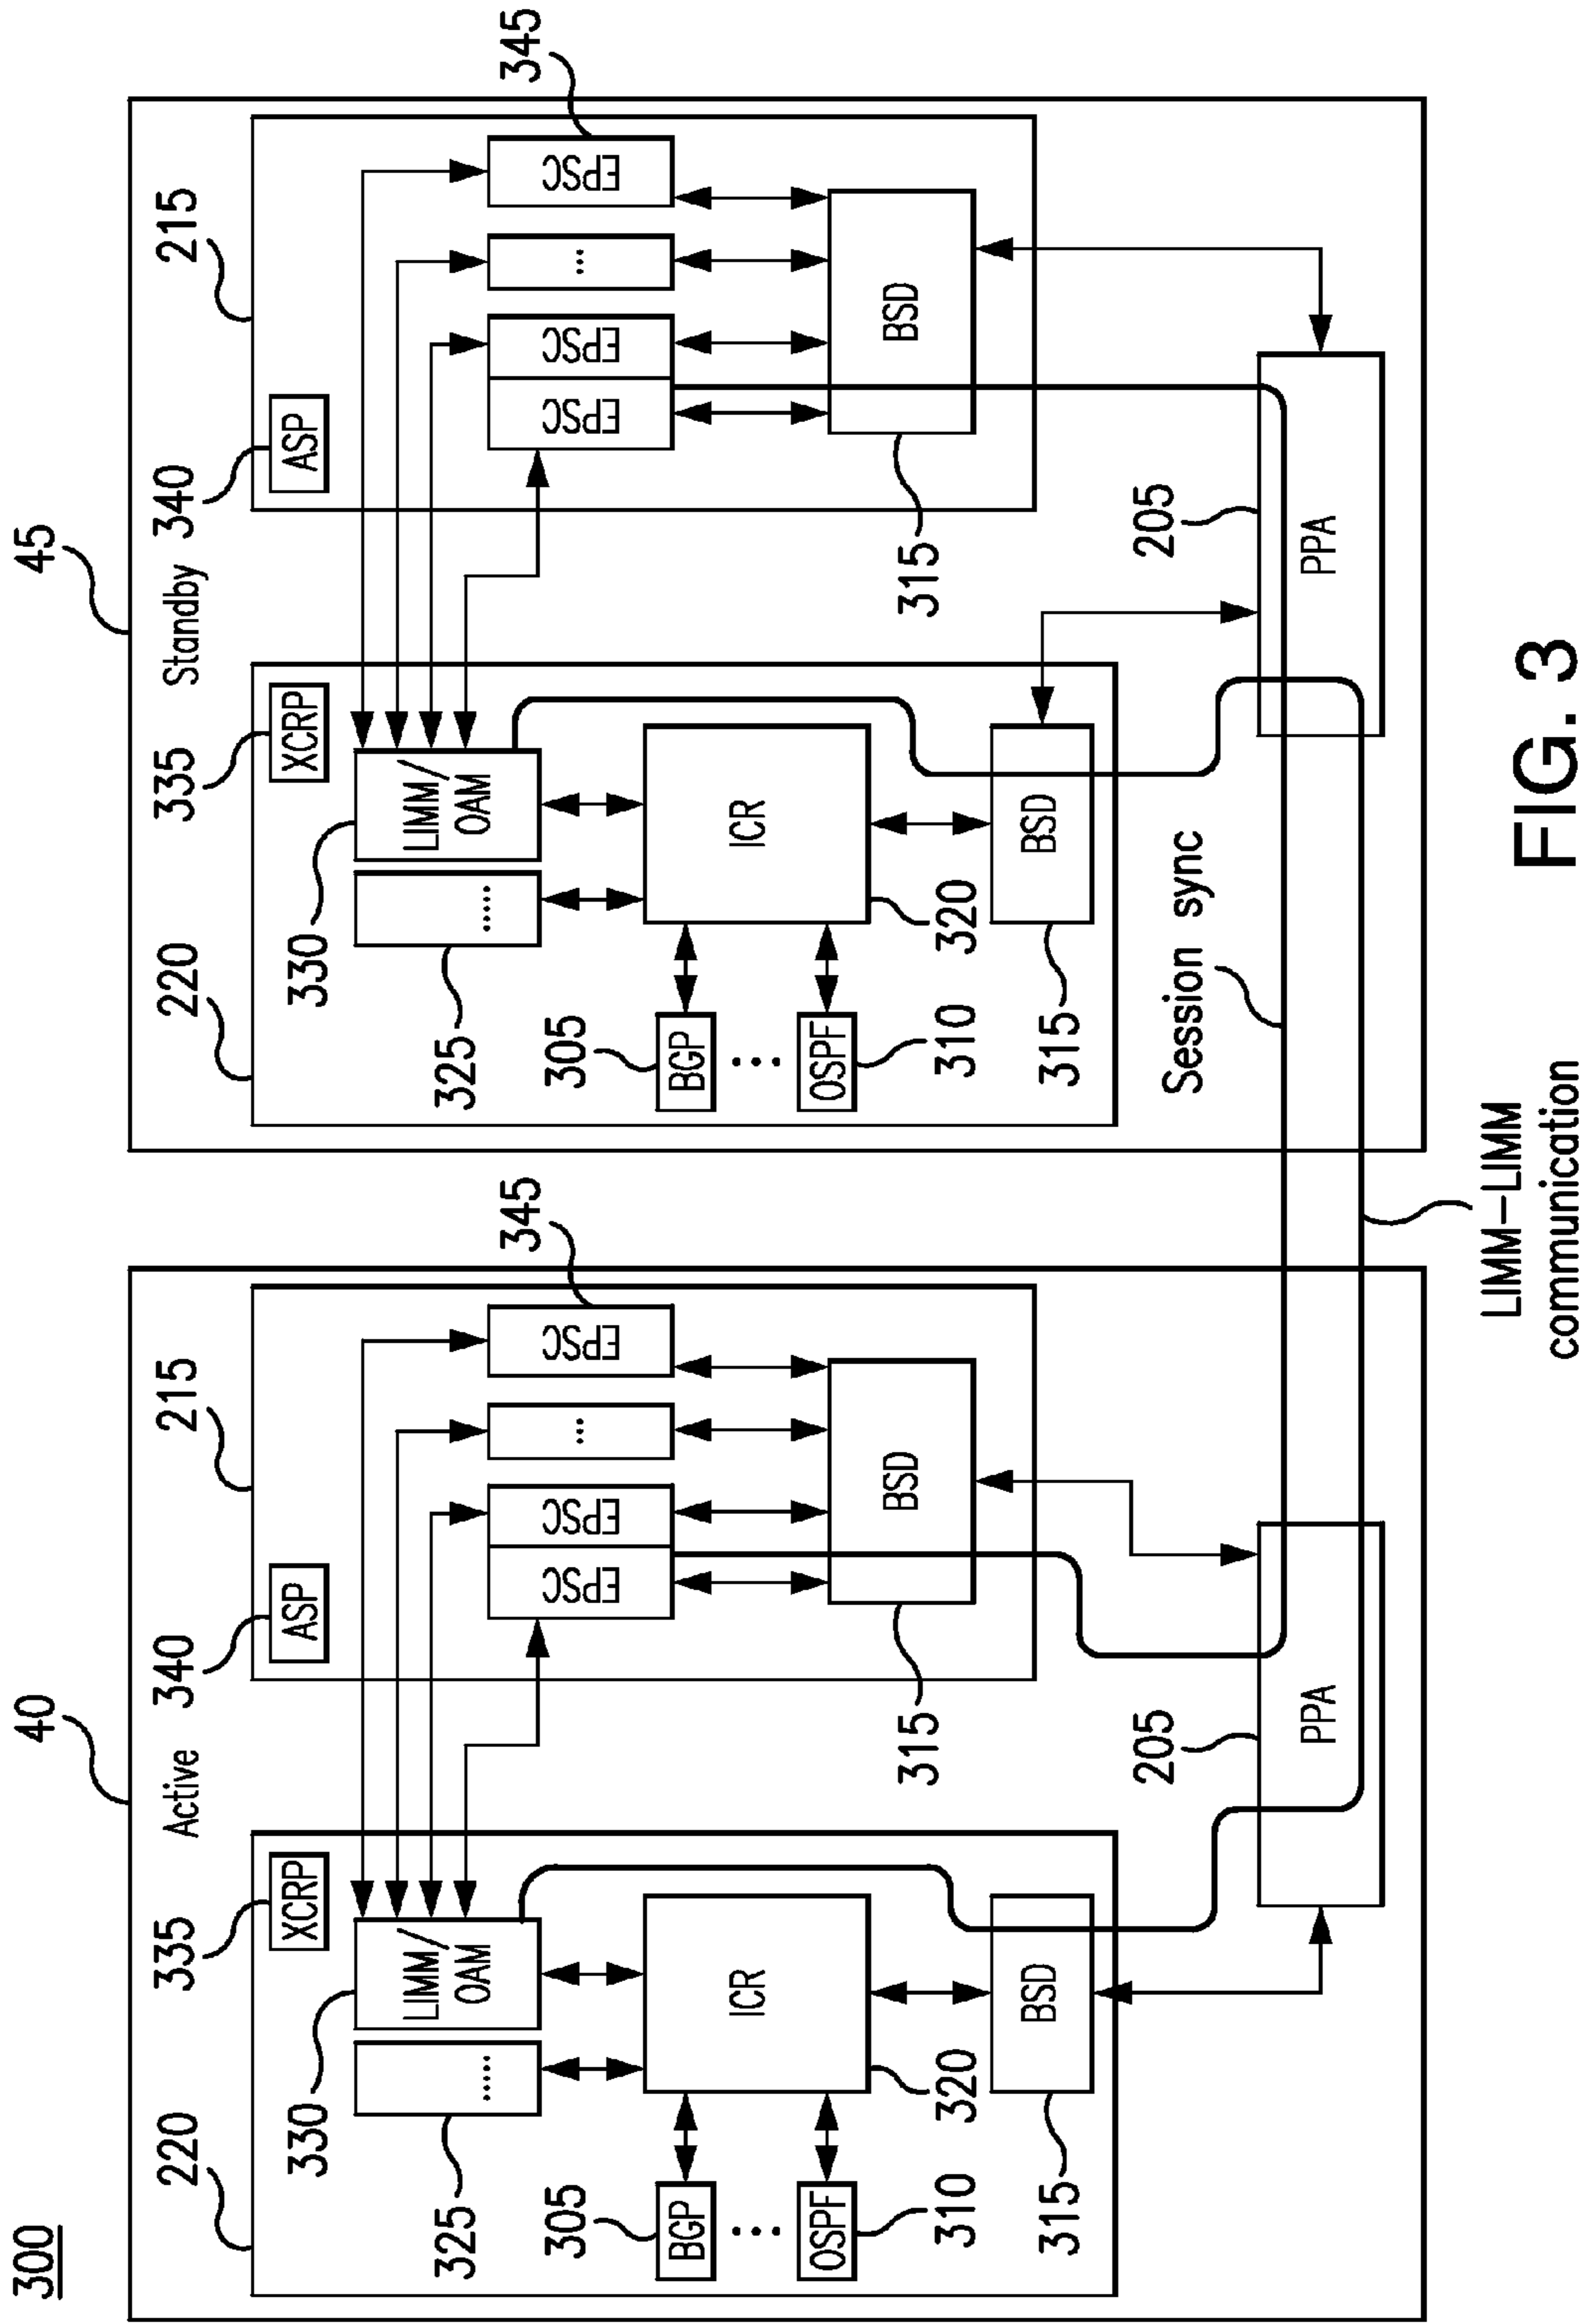 300
40
Active
220
335
XCRP
330
LIMM/
OAM
325
.....
305
BGP
...
OSPF
310
ICR
320
BSD
315
340
ASP
215
EPSC
EPSC
...
EPSC
345
BSD
315
205
PPA
45
Standby
220
335
XCRP
330
LIMM/
OAM
325
.....
305
BGP
...
OSPF
310
ICR
320
BSD
315
340
ASP
215
EPSC
EPSC
...
EPSC
345
BSD
315
205
PPA
Session
sync
LIMM-LIMM
communication
FIG. 3